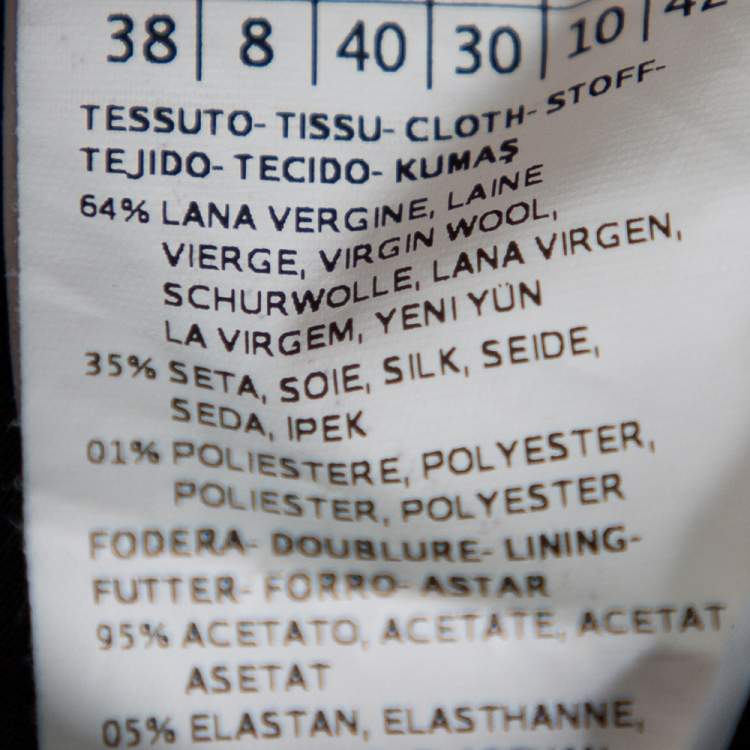 38 8 40 30 10 42
TESSUTO- TISSU- CLOTH- STOFF-
TEJIDO- TECIDO- KUMAŞ
64% LANA VERGINE, LAINE
VIERGE, VIRGIN WOOL,
SCHURWOLLE, LANA VIRGEN,
LA VIRGEM, YENI YÜN
35% SETA, SOIE, SILK, SEIDE,
SEDA, IPEK
01% POLIESTERE, POLYESTER,
POLIESTER, POLYESTER
FODERA- DOUBLURE- LINING-
FUTTER- FORRO- ASTAR
95% ACETATO, ACETATE, ACETAT
ASETAT
05% ELASTAN, ELASTHANNE,